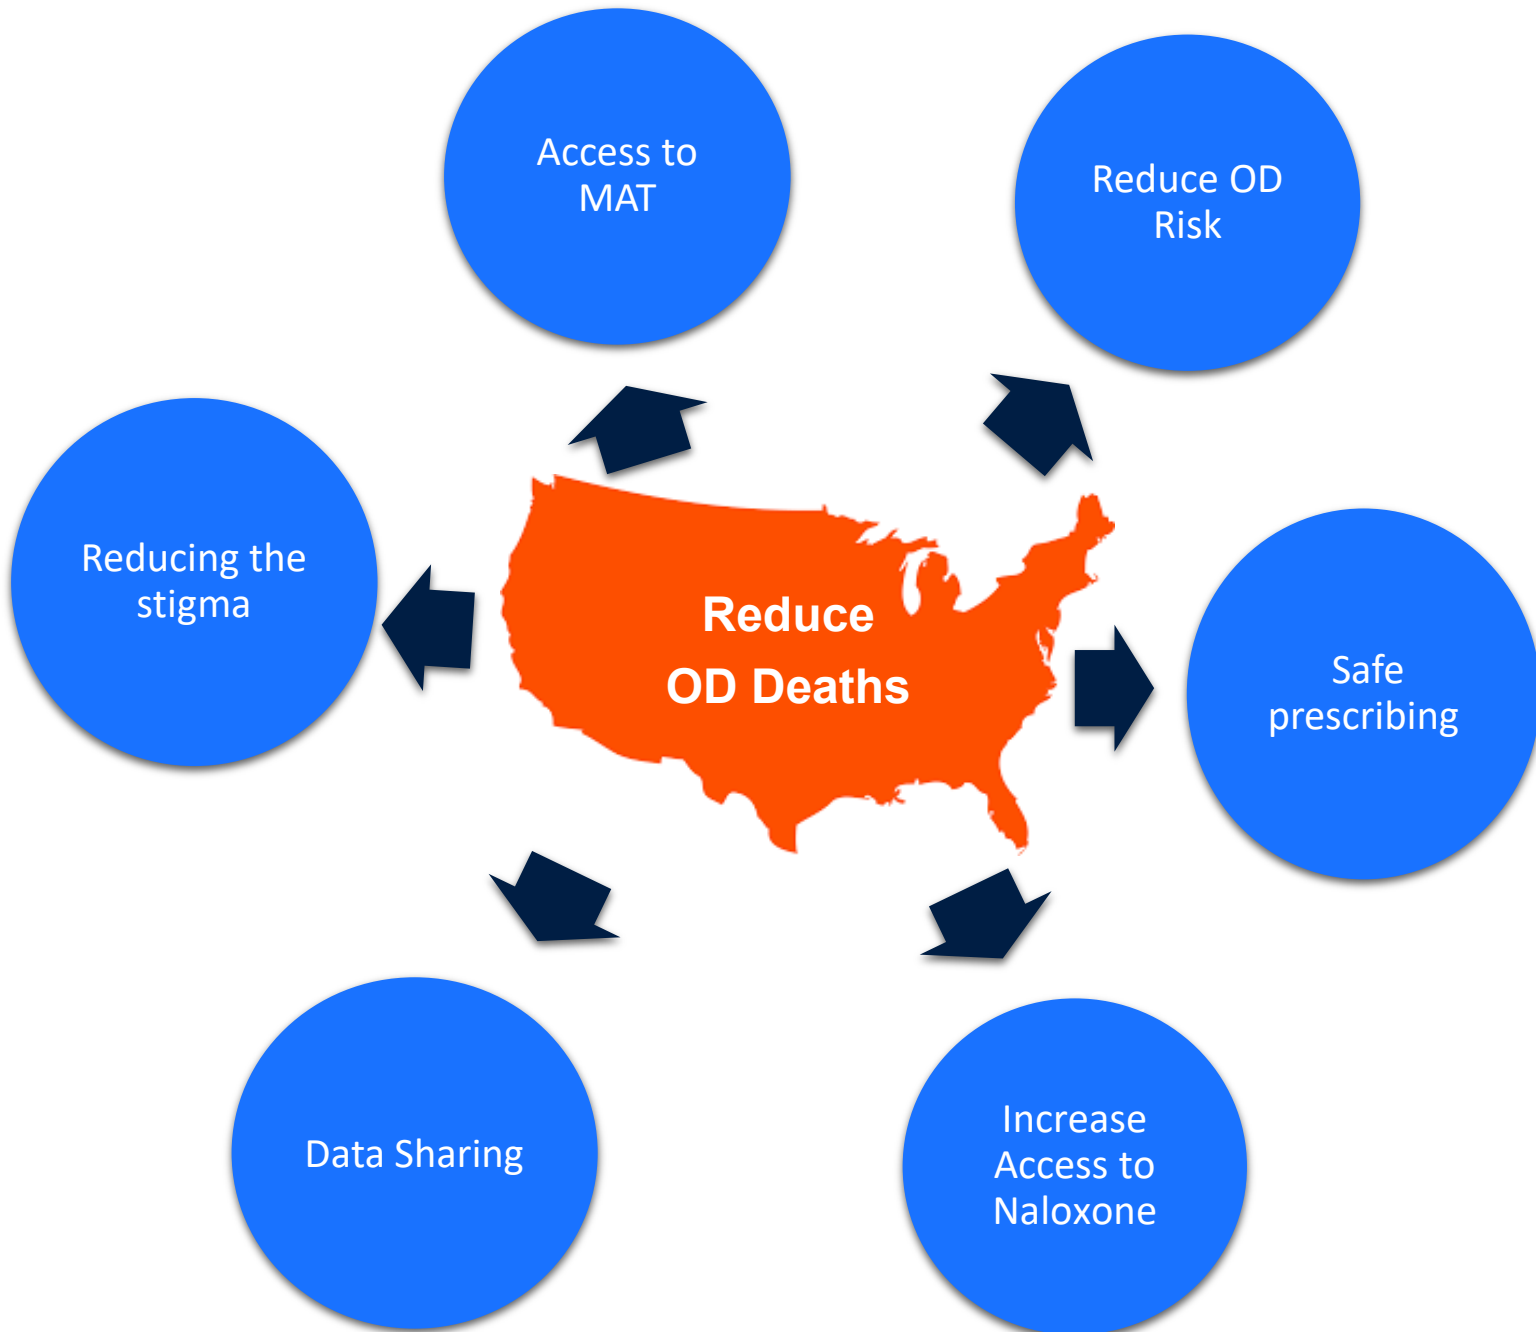 Access to
MAT
Reduce OD
Risk
Reducing the
stigma
Reduce
OD Deaths
Safe
prescribing
Data Sharing
Increase
Access to
Naloxone